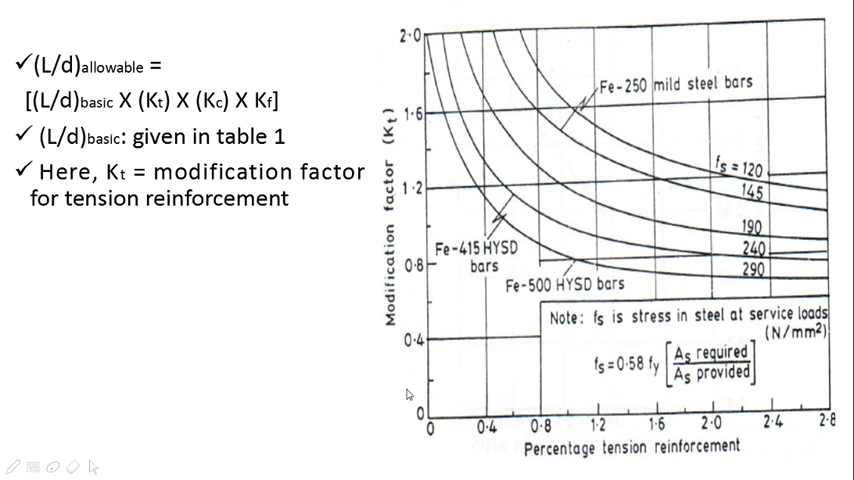 ✓(L/d)allowable =
[(L/d)basic X (Kt) X (Kc) X Kf]
✓ (L/d)basic: given in table 1
✓ Here, Kt = modification factor
for tension reinforcement
Modification factor (Kt)
2·0
1·6
1·2
0·8
0·4
0
Fe-250 mild steel bars
fs = 120
145
190
240
290
Fe-415 HYSD
bars
Fe-500 HYSD bars
Note: fs is stress in steel at service loads
(N/mm²)
fs = 0·58 fy [As required / As provided]
0 0·4 0·8 1·2 1·6 2·0 2·4 2·8
Percentage tension reinforcement